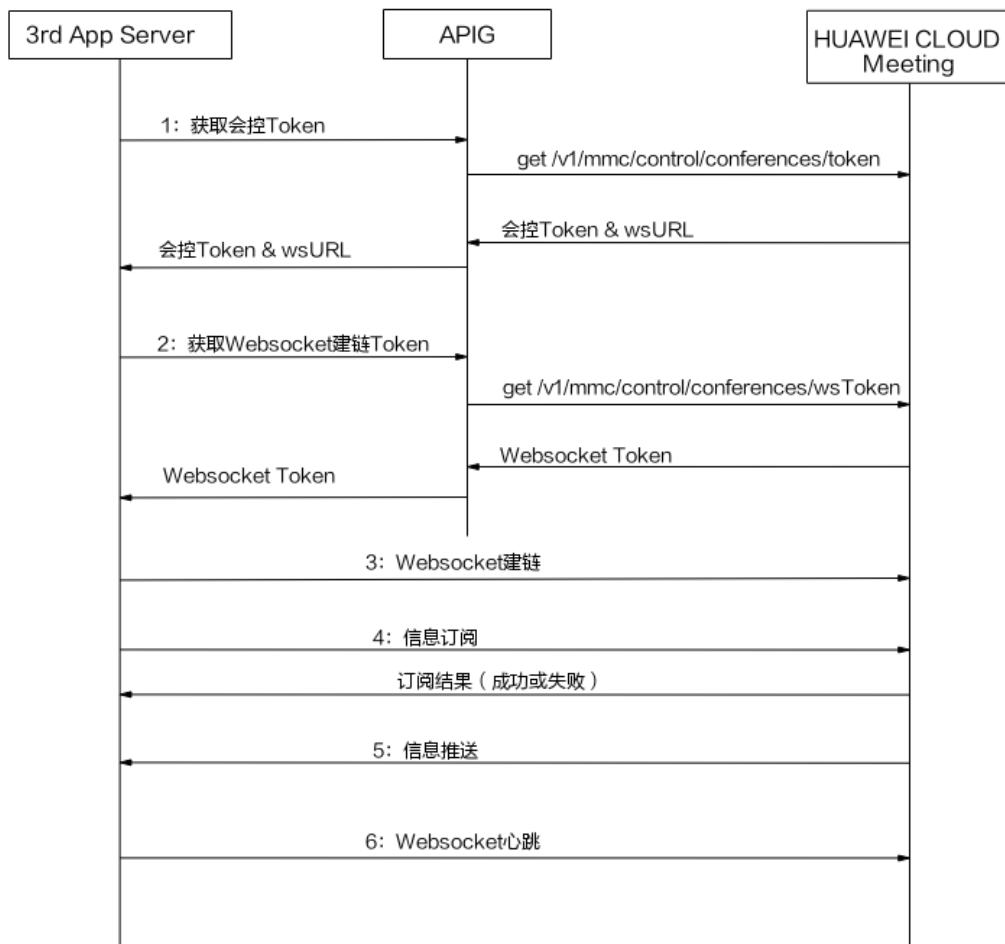 3rd App Server
APIG
HUAWEI CLOUD
Meeting
1：获取会控Token
get /v1/mmc/control/conferences/token
会控Token & wsURL
会控Token & wsURL
2：获取Websocket建链Token
get /v1/mmc/control/conferences/wsToken
Websocket Token
Websocket Token
3：Websocket建链
4：信息订阅
订阅结果（成功或失败）
5：信息推送
6：Websocket心跳